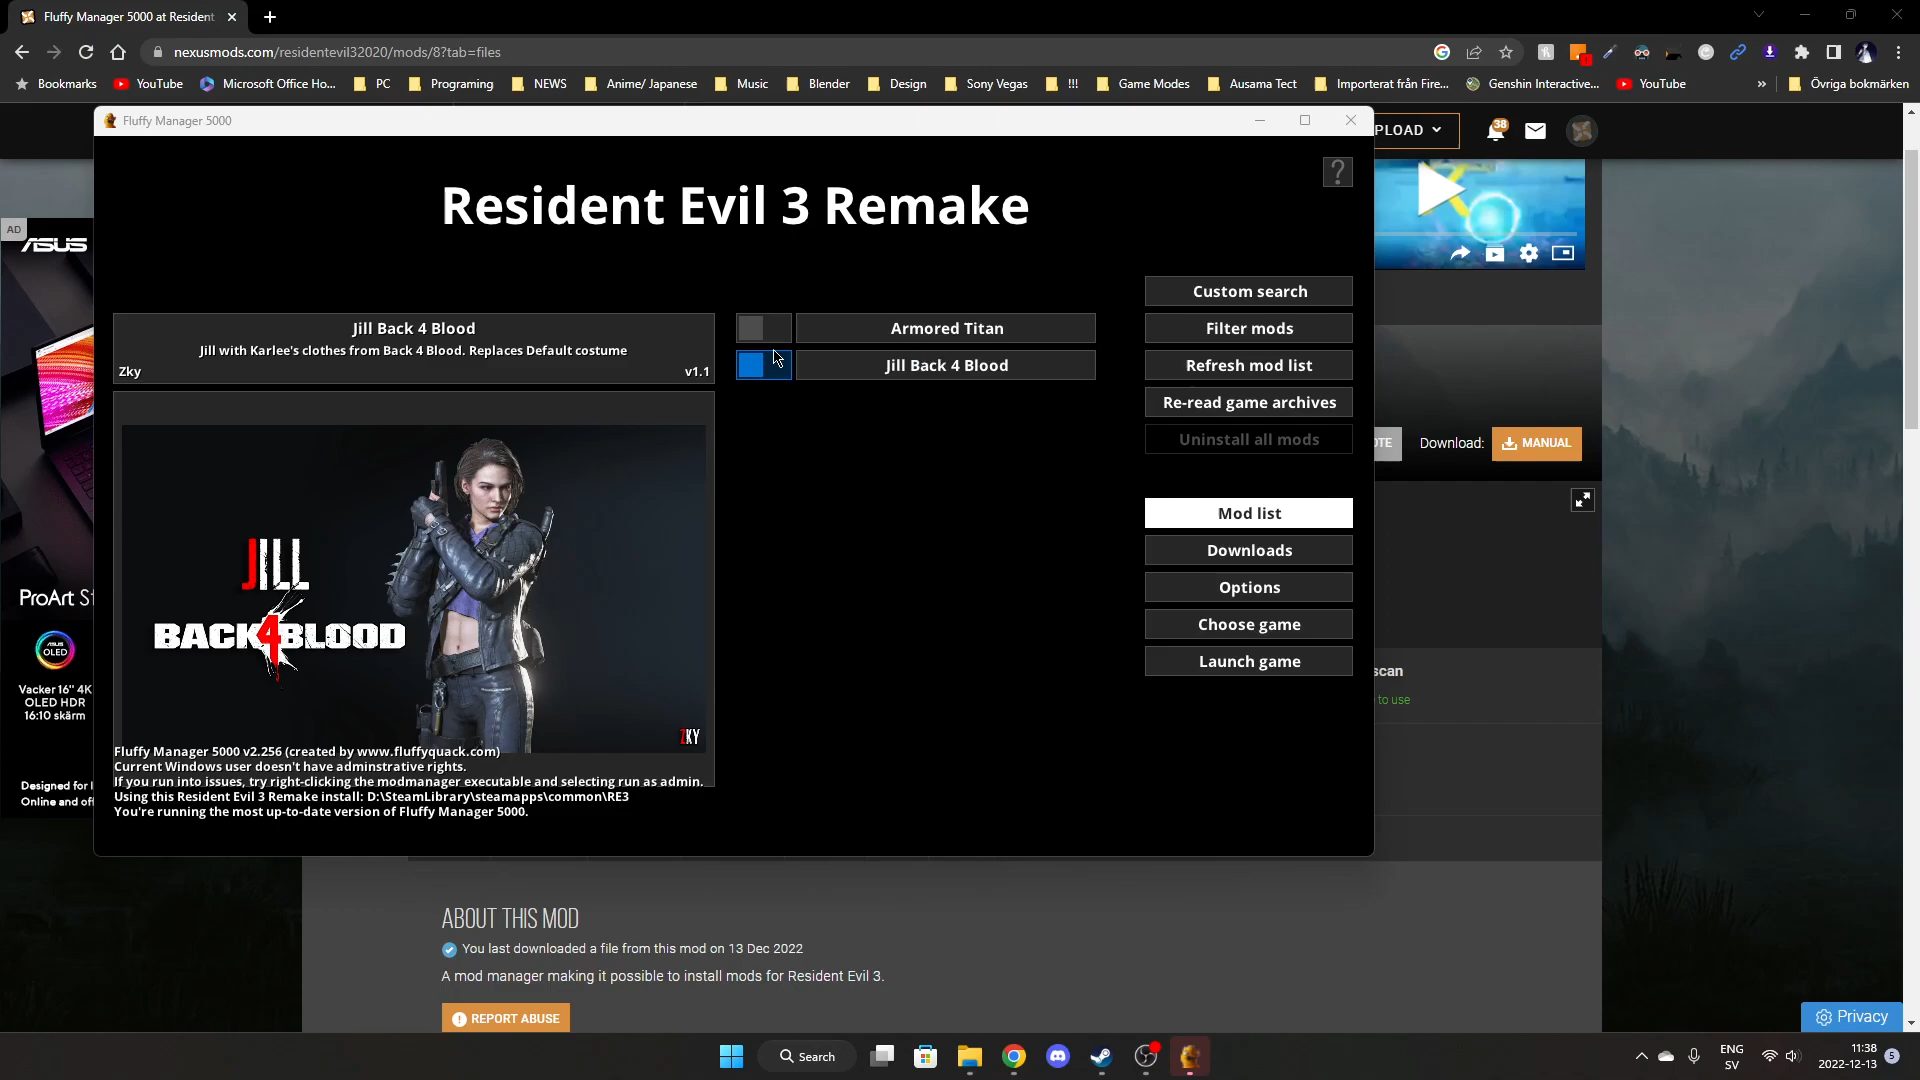 Fluffy Manager 5000 at Resident
nexusmods.com/residentevil32020/mods/8?tab=files
Bookmarks YouTube Microsoft Office Ho... PC Programing NEWS Anime/ Japanese Music Blender Design Sony Vegas !!! Game Modes Ausama Tect Importerat från Fire... Genshin Interactive... YouTube » Övriga bokmärken
Fluffy Manager 5000
PLOAD
38
?
Resident Evil 3 Remake
AD
ASUS
Custom search
Jill Back 4 Blood
Jill with Karlee's clothes from Back 4 Blood. Replaces Default costume
Zky v1.1
Armored Titan
Filter mods
Jill Back 4 Blood
Refresh mod list
Re-read game archives
Uninstall all mods
OTE Download: MANUAL
Mod list
Downloads
Options
Choose game
Launch game
JILL
BACK4BLOOD
ZKY
ProArt St
ASUS
OLED
Vacker 16" 4K
OLED HDR
16:10 skärm
Designed for
Online and off
scan
to use
Fluffy Manager 5000 v2.256 (created by www.fluffyquack.com)
Current Windows user doesn't have adminstrative rights.
If you run into issues, try right-clicking the modmanager executable and selecting run as admin.
Using this Resident Evil 3 Remake install: D:\SteamLibrary\steamapps\common\RE3
You're running the most up-to-date version of Fluffy Manager 5000.
ABOUT THIS MOD
You last downloaded a file from this mod on 13 Dec 2022
A mod manager making it possible to install mods for Resident Evil 3.
REPORT ABUSE
Privacy
Search
ENG
SV
11:38
2022-12-13
5